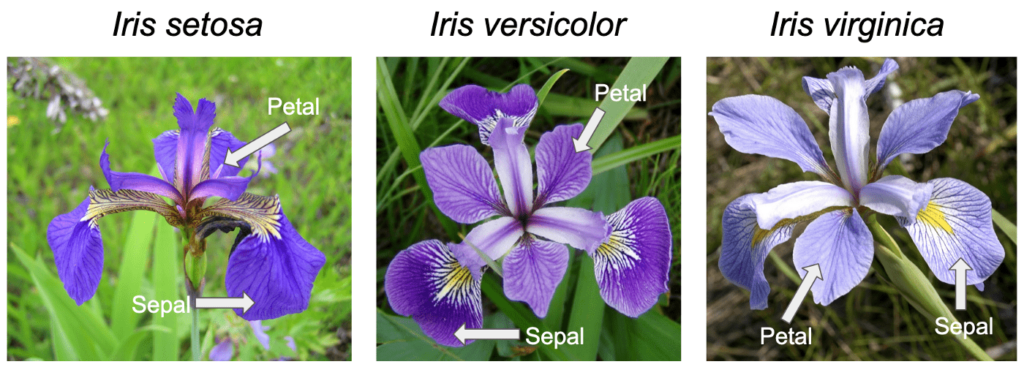 Iris setosa
Iris versicolor
Iris virginica
Petal
Sepal
Petal
Sepal
Petal
Sepal